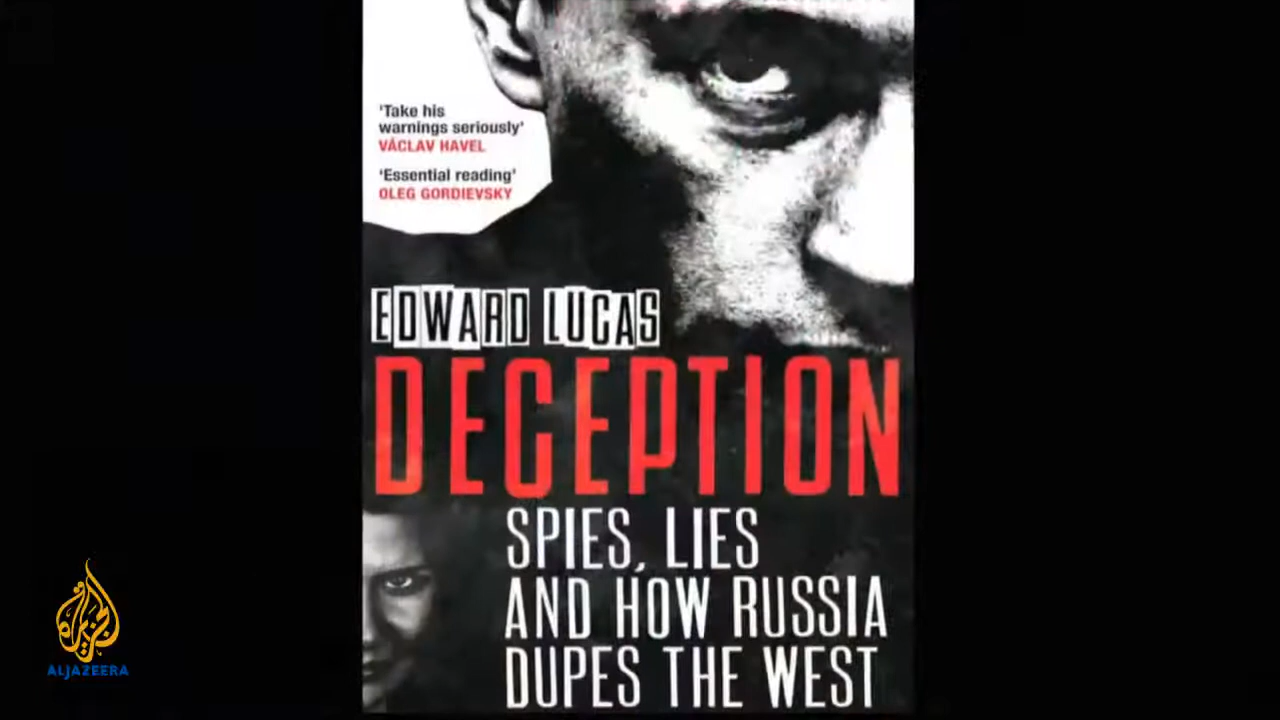 'Take his
warnings seriously'
VÁCLAV HAVEL
'Essential reading'
OLEG GORDIEVSKY
EDWARD LUCAS
DECEPTION
SPIES, LIES
AND HOW RUSSIA
DUPES THE WEST
الجزيرة
ALJAZEERA